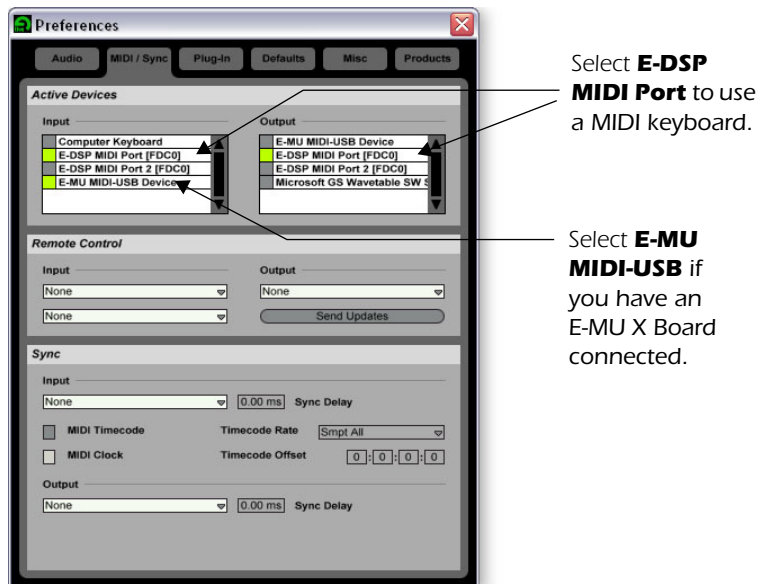 Preferences
Audio MIDI / Sync Plug-In Defaults Misc Products
Active Devices
Input Output
Computer Keyboard
E-DSP MIDI Port [FDC0]
E-DSP MIDI Port 2 [FDC0]
E-MU MIDI-USB Device
E-MU MIDI-USB Device
E-DSP MIDI Port [FDC0]
E-DSP MIDI Port 2 [FDC0]
Microsoft GS Wavetable SW S
Select E-DSP
MIDI Port to use
a MIDI keyboard.
Select E-MU
MIDI-USB if
you have an
E-MU X Board
connected.
Remote Control
Input Output
None None
None Send Updates
Sync
Input
None 0.00 ms Sync Delay
MIDI Timecode Timecode Rate Smpt All
MIDI Clock Timecode Offset 0 : 0 : 0 : 0
Output
None 0.00 ms Sync Delay